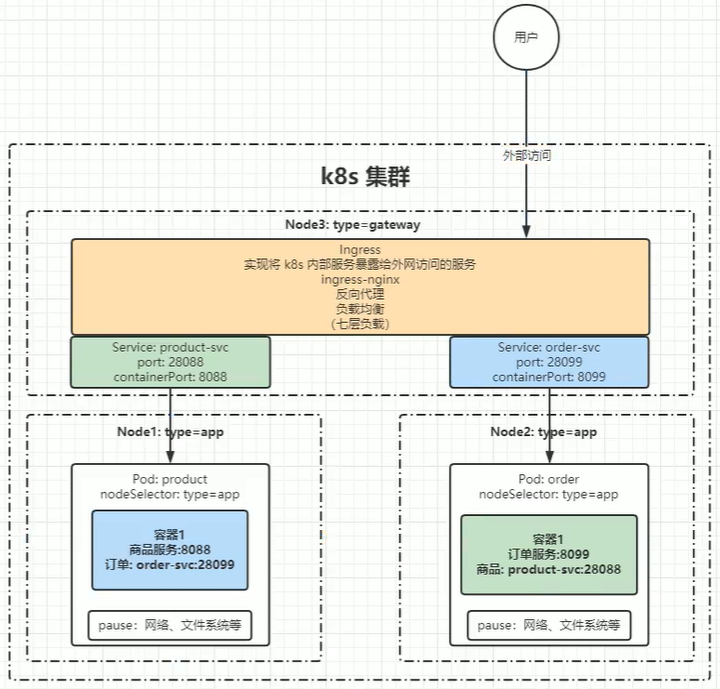 用户
外部访问
k8s 集群
Node3: type=gateway
Ingress
实现将 k8s 内部服务暴露给外网访问的服务
ingress-nginx
反向代理
负载均衡
（七层负载）
Service: product-svc
port: 28088
containerPort: 8088
Service: order-svc
port: 28099
containerPort: 8099
Node1: type=app
Pod: product
nodeSelector: type=app
容器1
商品服务:8088
订单: order-svc:28099
pause：网络、文件系统等
Node2: type=app
Pod: order
nodeSelector: type=app
容器1
订单服务:8099
商品: product-svc:28088
pause：网络、文件系统等